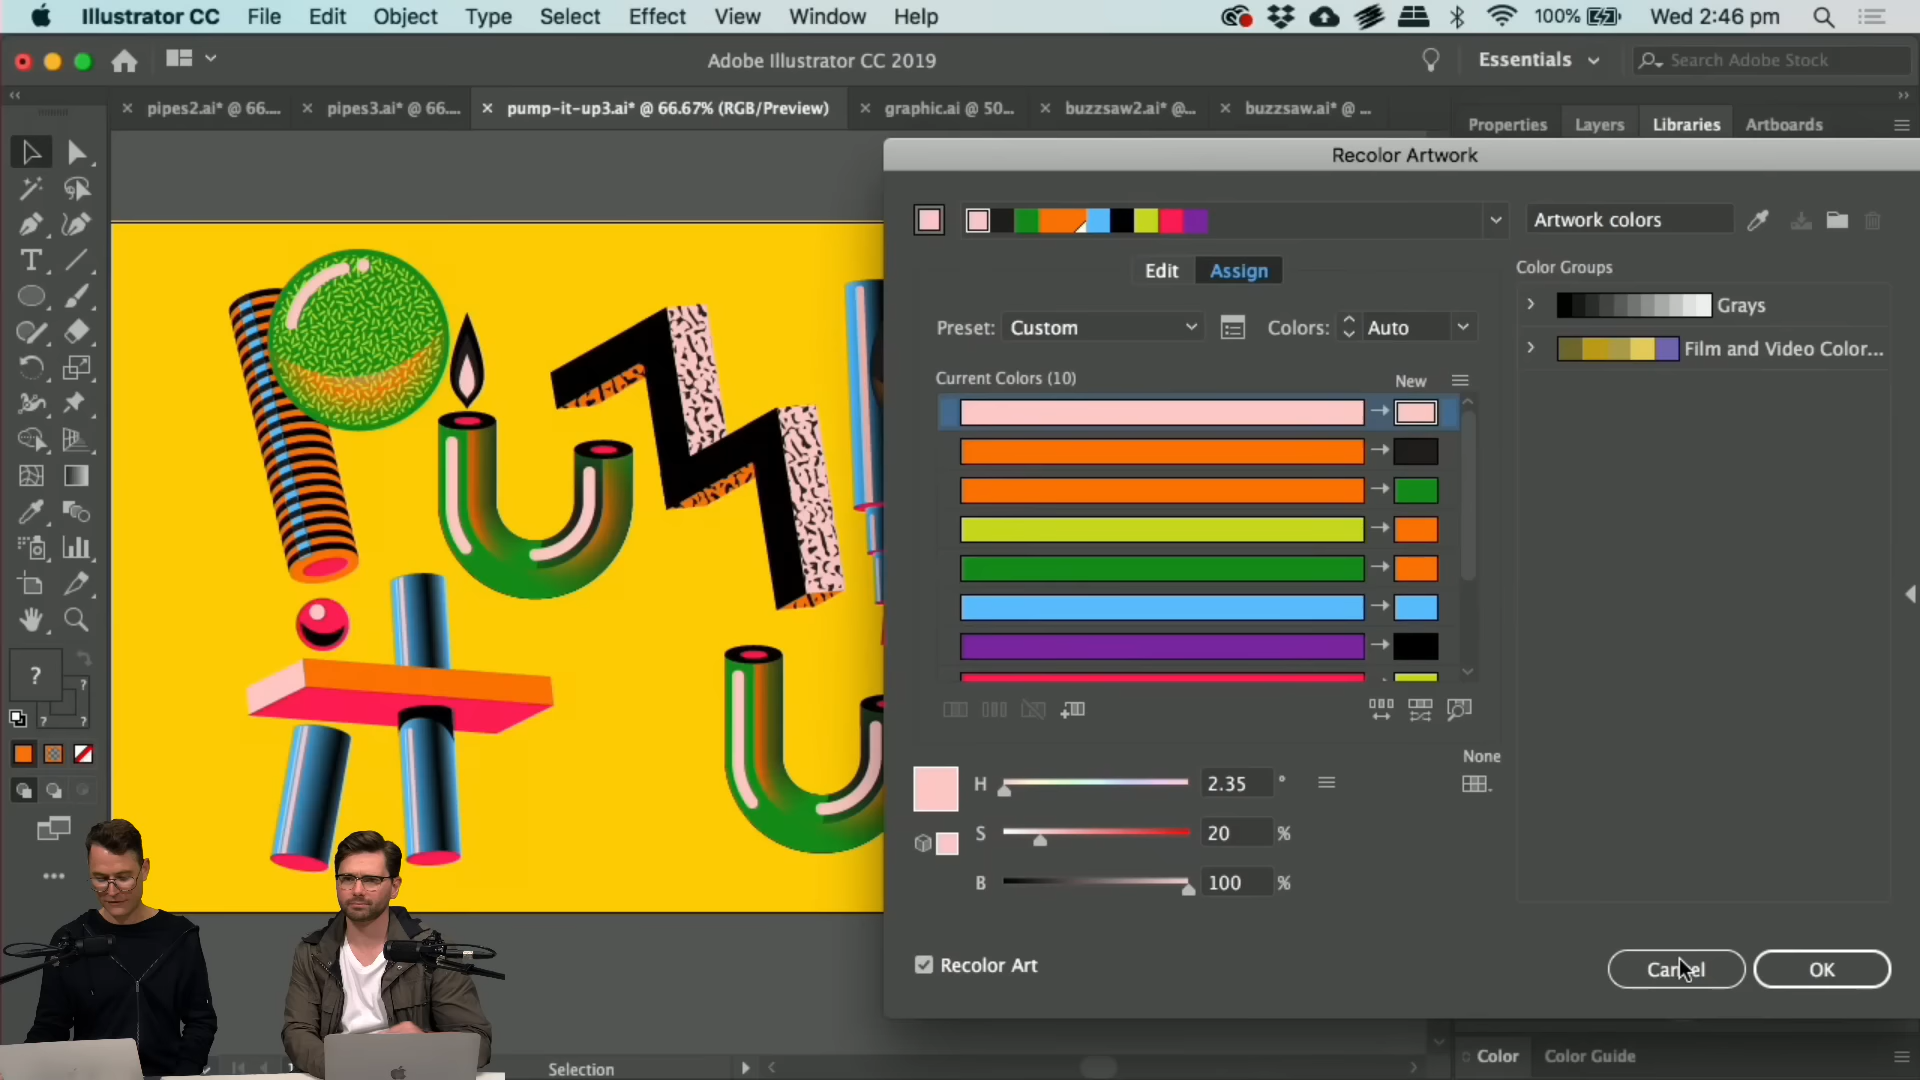 Illustrator CC File Edit Object Type Select Effect View Window Help 100% Wed 2:46 pm
Adobe Illustrator CC 2019 Essentials Search Adobe Stock
pipes2.ai* @ 66.... pipes3.ai* @ 66.... pump-it-up3.ai* @ 66.67% (RGB/Preview) graphic.ai @ 50... buzzsaw2.ai* @... buzzsaw.ai* @ ...
Properties Layers Libraries Artboards
Recolor Artwork
Artwork colors
Edit Assign
Color Groups
Grays
Preset: Custom Colors: Auto
Film and Video Color...
Current Colors (10) New
None
H 2.35 °
S 20 %
B 100 %
Recolor Art
Cancel OK
Selection
Color Color Guide
? ? ? ?